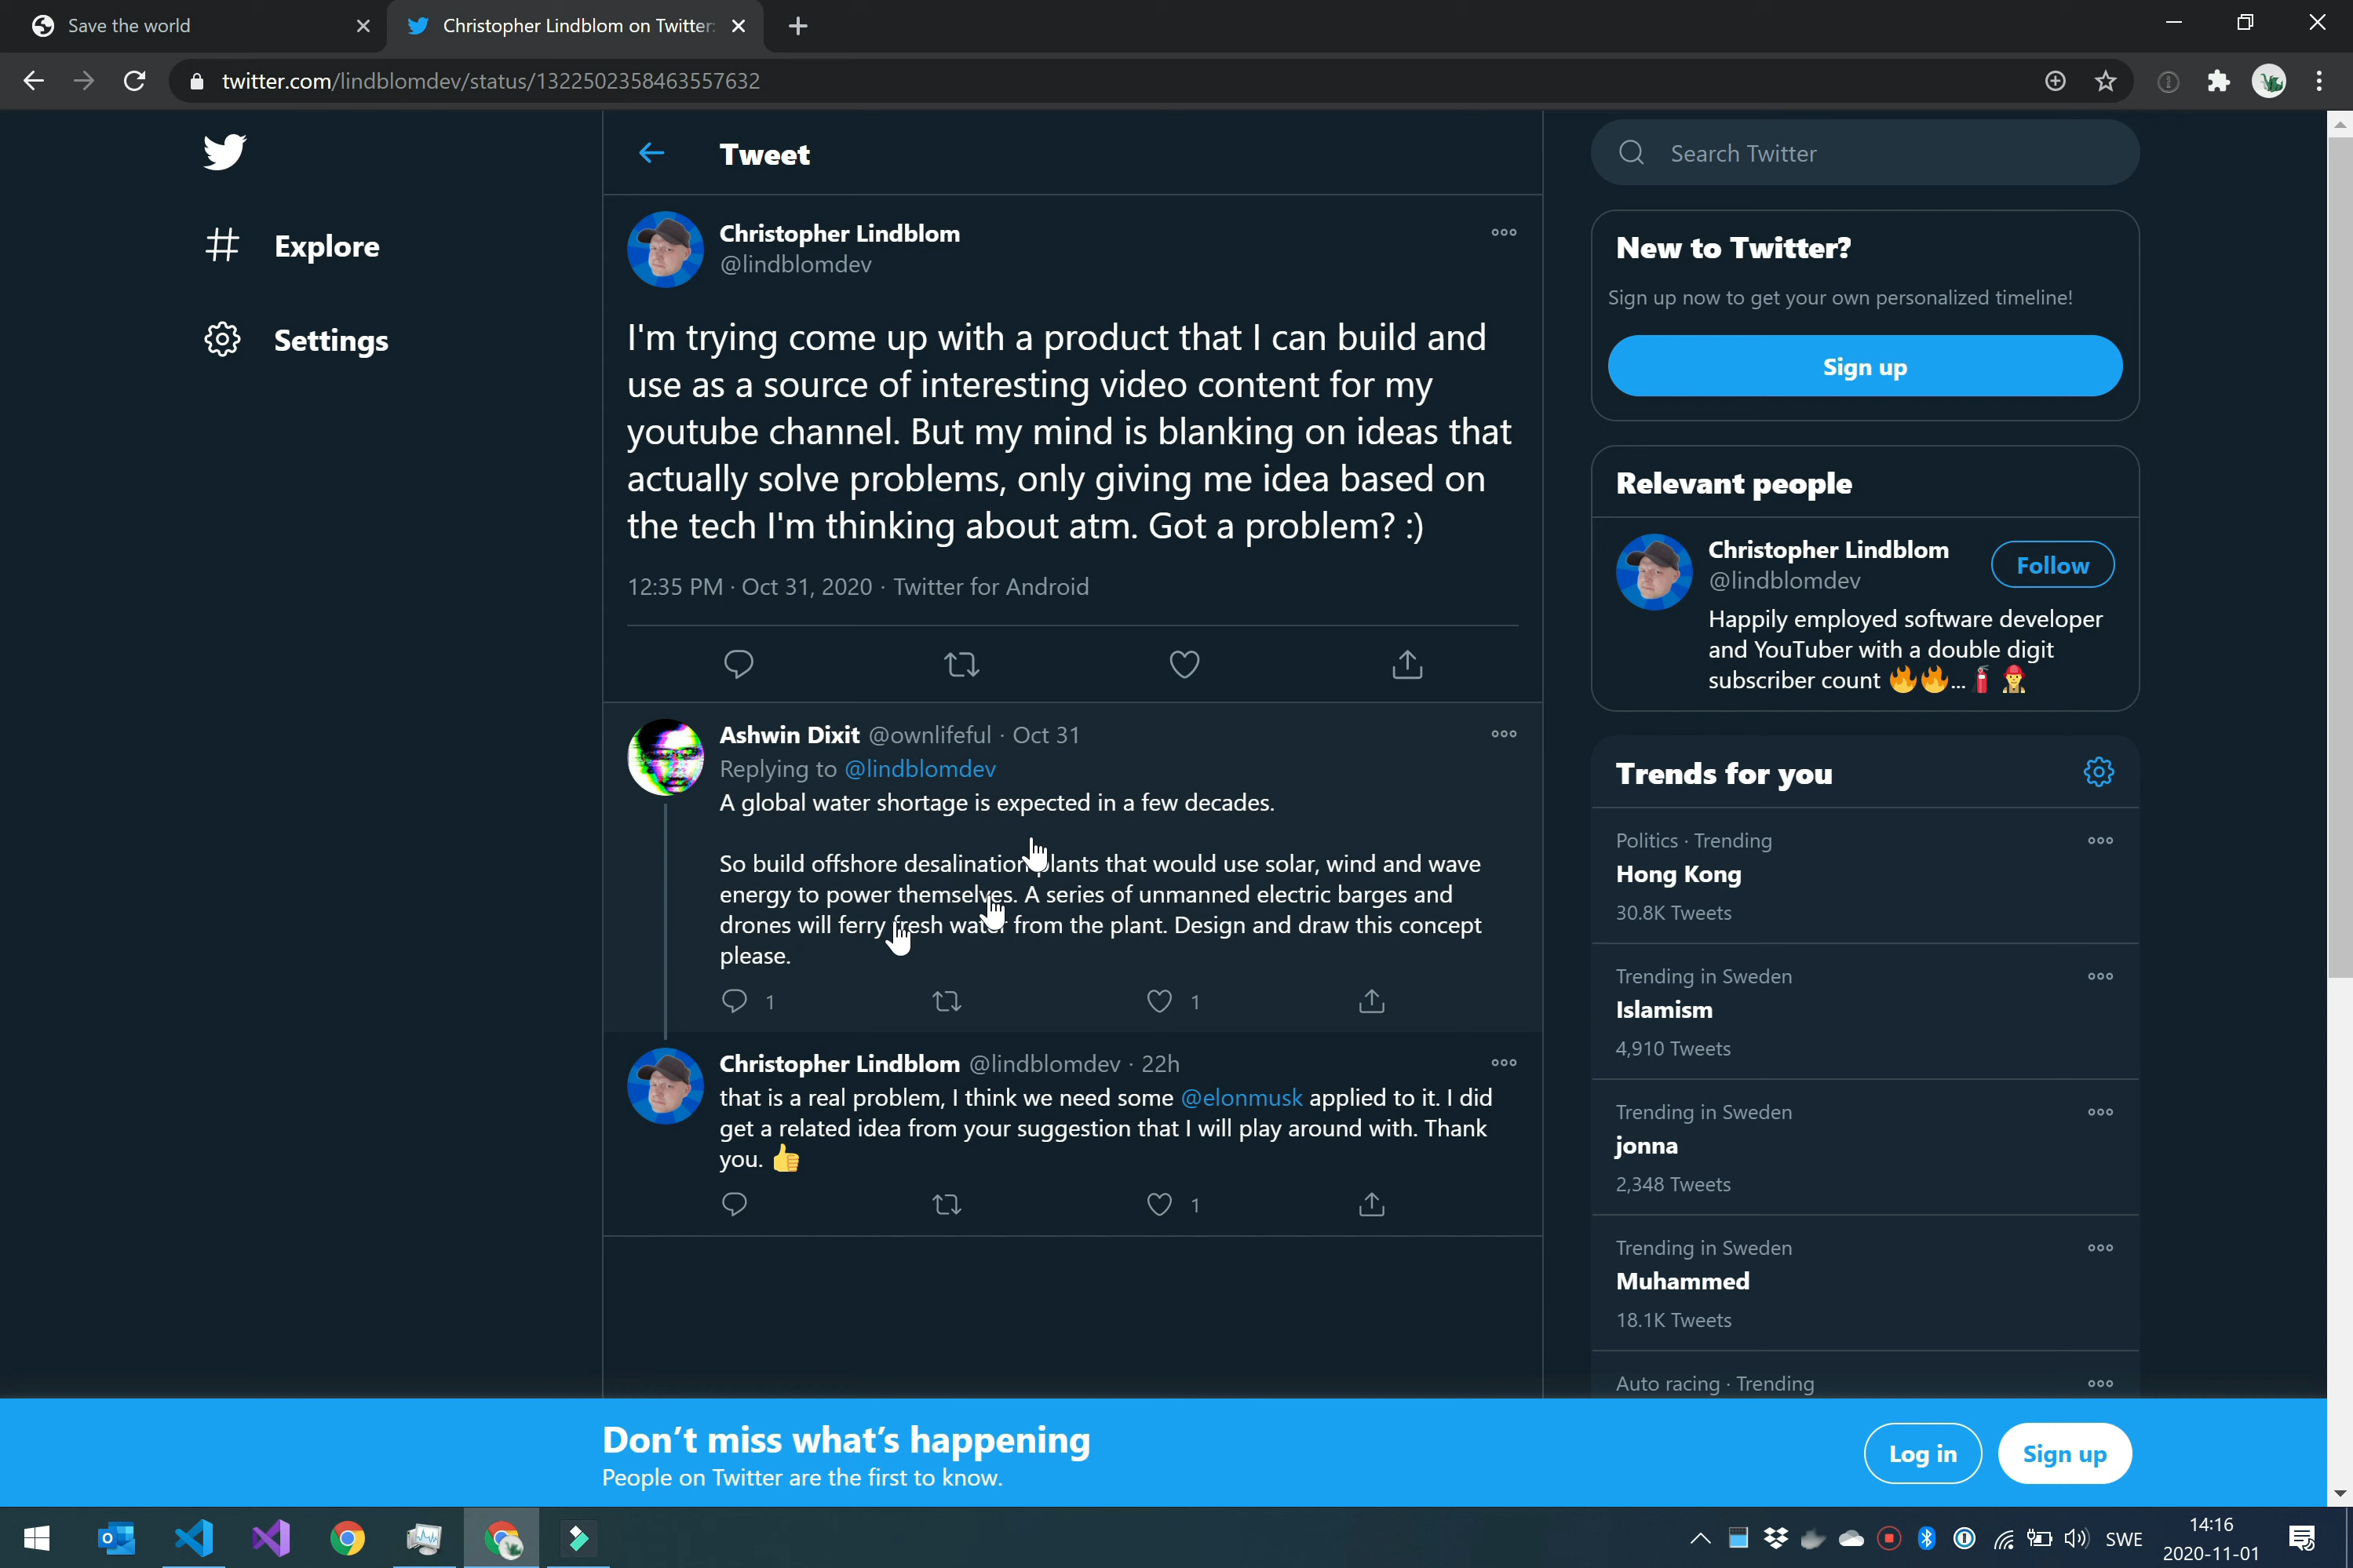 Save the world
Christopher Lindblom on Twitter:
twitter.com/lindblomdev/status/1322502358463557632
Tweet
Search Twitter
Explore
Settings
Christopher Lindblom
@lindblomdev
I'm trying come up with a product that I can build and
use as a source of interesting video content for my
youtube channel. But my mind is blanking on ideas that
actually solve problems, only giving me idea based on
the tech I'm thinking about atm. Got a problem? :)
12:35 PM · Oct 31, 2020 · Twitter for Android
Ashwin Dixit @ownlifeful · Oct 31
Replying to @lindblomdev
A global water shortage is expected in a few decades.
So build offshore desalination plants that would use solar, wind and wave
energy to power themselves. A series of unmanned electric barges and
drones will ferry fresh water from the plant. Design and draw this concept
please.
1
1
Christopher Lindblom @lindblomdev · 22h
that is a real problem, I think we need some @elonmusk applied to it. I did
get a related idea from your suggestion that I will play around with. Thank
you. 👍
1
New to Twitter?
Sign up now to get your own personalized timeline!
Sign up
Relevant people
Christopher Lindblom
@lindblomdev
Follow
Happily employed software developer
and YouTuber with a double digit
subscriber count 🔥🔥...🧯👨‍🚒
Trends for you
Politics · Trending
Hong Kong
30.8K Tweets
Trending in Sweden
Islamism
4,910 Tweets
Trending in Sweden
jonna
2,348 Tweets
Trending in Sweden
Muhammed
18.1K Tweets
Auto racing · Trending
Don't miss what's happening
People on Twitter are the first to know.
Log in
Sign up
SWE
14:16
2020-11-01